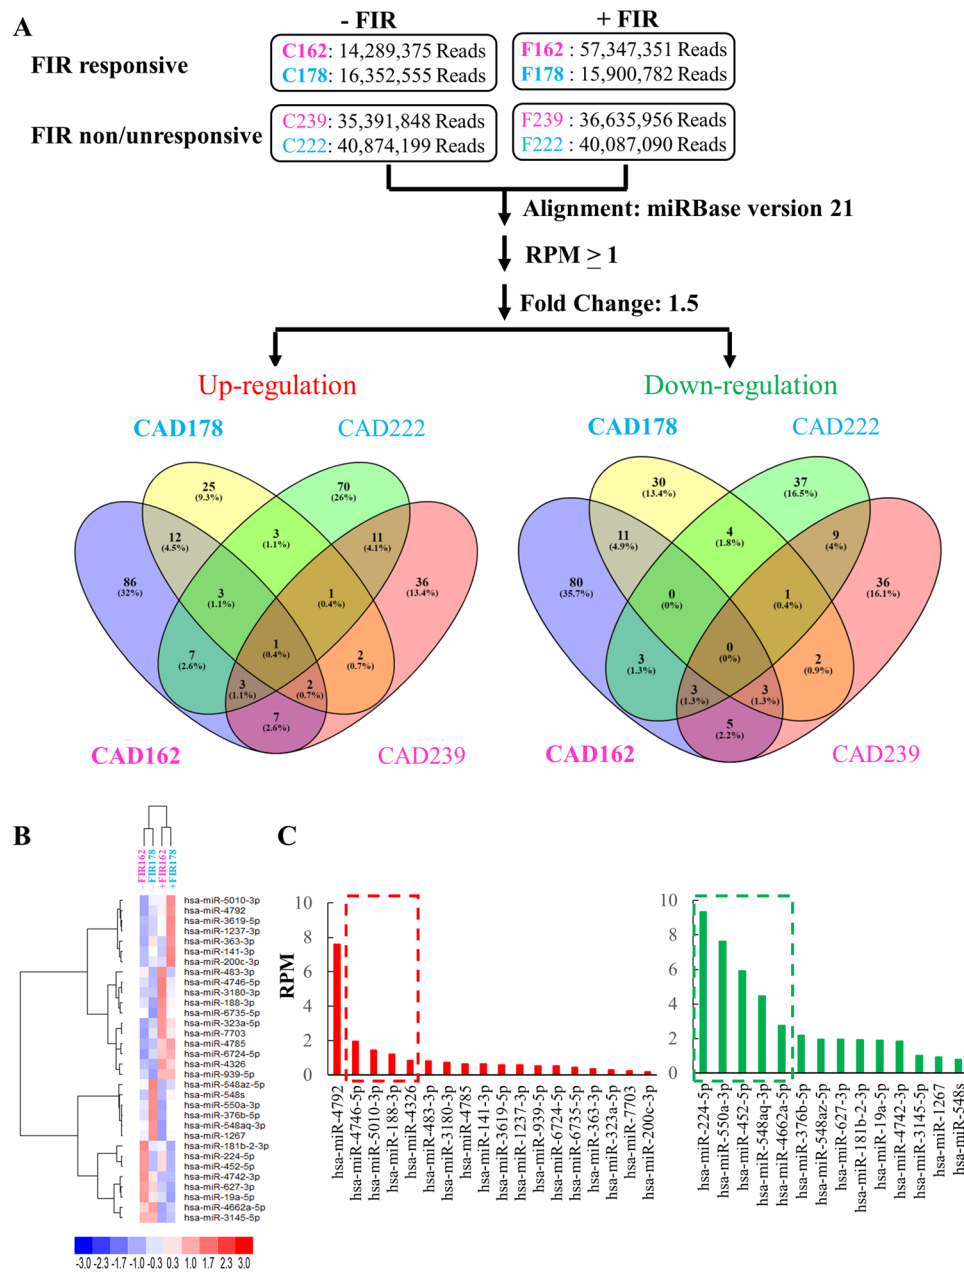 A
- FIR
+ FIR
FIR responsive
C162: 14,289,375 Reads
C178: 16,352,555 Reads
F162 : 57,347,351 Reads
F178 : 15,900,782 Reads
FIR non/unresponsive
C239: 35,391,848 Reads
C222: 40,874,199 Reads
F239 : 36,635,956 Reads
F222 : 40,087,090 Reads
Alignment: miRBase version 21
RPM ≥ 1
Fold Change: 1.5
Up-regulation
CAD178
CAD222
25
(9.3%)
70
(26%)
12
(4.5%)
3
(1.1%)
11
(4.1%)
86
(32%)
3
(1.1%)
1
(0.4%)
36
(13.4%)
1
(0.4%)
7
(2.6%)
2
(0.7%)
3
(1.1%)
2
(0.7%)
7
(2.6%)
CAD162
CAD239
Down-regulation
CAD178
CAD222
30
(13.4%)
37
(16.5%)
11
(4.9%)
4
(1.8%)
9
(4%)
80
(35.7%)
0
(0%)
1
(0.4%)
36
(16.1%)
0
(0%)
3
(1.3%)
2
(0.9%)
3
(1.3%)
3
(1.3%)
5
(2.2%)
CAD162
CAD239
B
- FIR162
- FIR178
+FIR162
+FIR178
hsa-miR-5010-3p
hsa-miR-4792
hsa-miR-3619-5p
hsa-miR-1237-3p
hsa-miR-363-3p
hsa-miR-141-3p
hsa-miR-200c-3p
hsa-miR-483-3p
hsa-miR-4746-5p
hsa-miR-3180-3p
hsa-miR-188-3p
hsa-miR-6735-5p
hsa-miR-323a-5p
hsa-miR-7703
hsa-miR-4785
hsa-miR-6724-5p
hsa-miR-4326
hsa-miR-939-5p
hsa-miR-548az-5p
hsa-miR-548s
hsa-miR-550a-3p
hsa-miR-376b-5p
hsa-miR-548aq-3p
hsa-miR-1267
hsa-miR-181b-2-3p
hsa-miR-224-5p
hsa-miR-452-5p
hsa-miR-4742-3p
hsa-miR-627-3p
hsa-miR-19a-5p
hsa-miR-4662a-5p
hsa-miR-3145-5p
-3.0 -2.3 -1.7 -1.0 -0.3 0.3 1.0 1.7 2.3 3.0
C
RPM
10
8
6
4
2
0
hsa-miR-4792
hsa-miR-4746-5p
hsa-miR-5010-3p
hsa-miR-188-3p
hsa-miR-4326
hsa-miR-483-3p
hsa-miR-3180-3p
hsa-miR-4785
hsa-miR-141-3p
hsa-miR-3619-5p
hsa-miR-1237-3p
hsa-miR-939-5p
hsa-miR-6724-5p
hsa-miR-6735-5p
hsa-miR-363-3p
hsa-miR-323a-5p
hsa-miR-7703
hsa-miR-200c-3p
10
8
6
4
2
0
hsa-miR-224-5p
hsa-miR-550a-3p
hsa-miR-452-5p
hsa-miR-548aq-3p
hsa-miR-4662a-5p
hsa-miR-376b-5p
hsa-miR-548az-5p
hsa-miR-627-3p
hsa-miR-181b-2-3p
hsa-miR-19a-5p
hsa-miR-4742-3p
hsa-miR-3145-5p
hsa-miR-1267
hsa-miR-548s